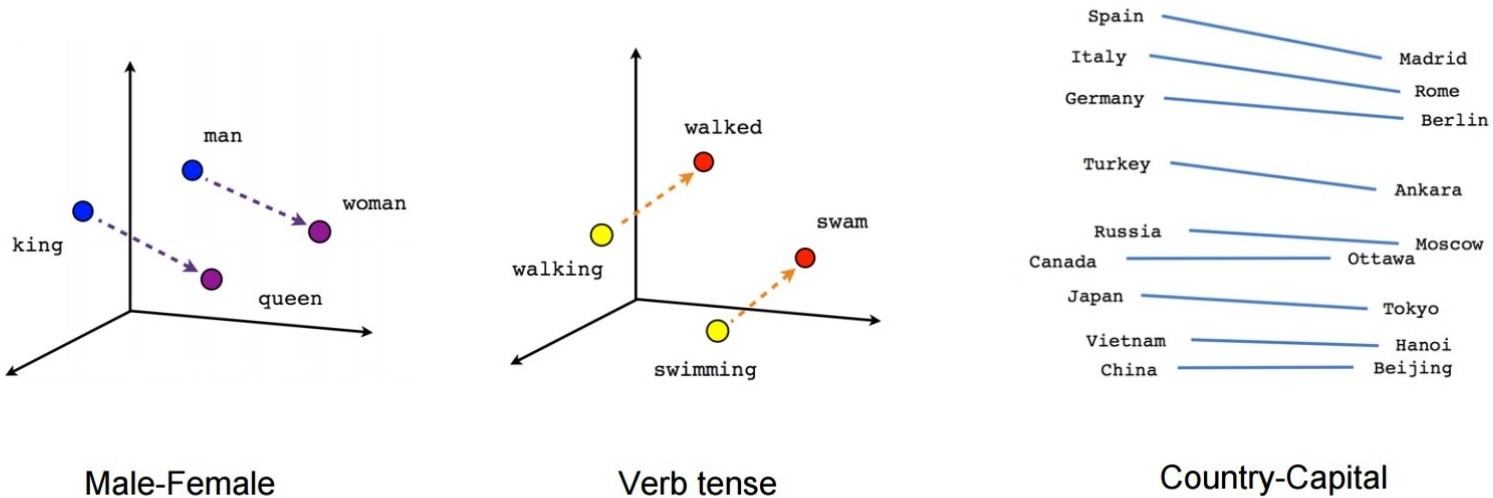 man
woman
king
queen
Male-Female
walked
swam
walking
swimming
Verb tense
Spain
Madrid
Italy
Rome
Germany
Berlin
Turkey
Ankara
Russia
Moscow
Canada
Ottawa
Japan
Tokyo
Vietnam
Hanoi
China
Beijing
Country-Capital